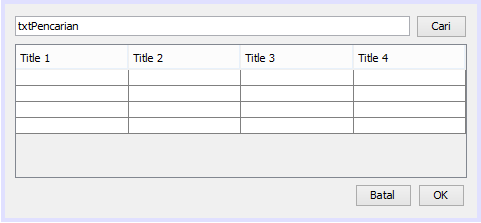 txtPencarian Cari
Title 1 Title 2 Title 3 Title 4
Batal OK